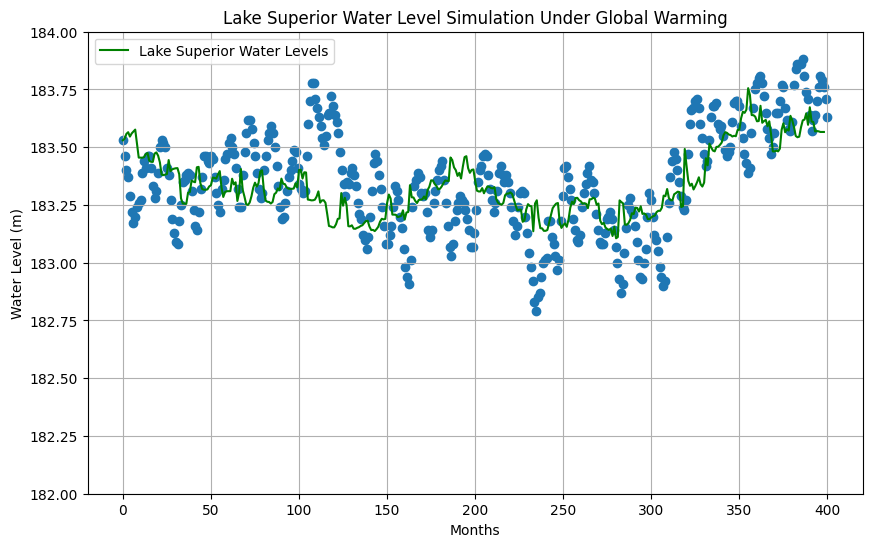 Lake Superior Water Level Simulation Under Global Warming
Lake Superior Water Levels
184.00
183.75
183.50
183.25
183.00
182.75
182.50
182.25
182.00
Water Level (m)
0 50 100 150 200 250 300 350 400
Months